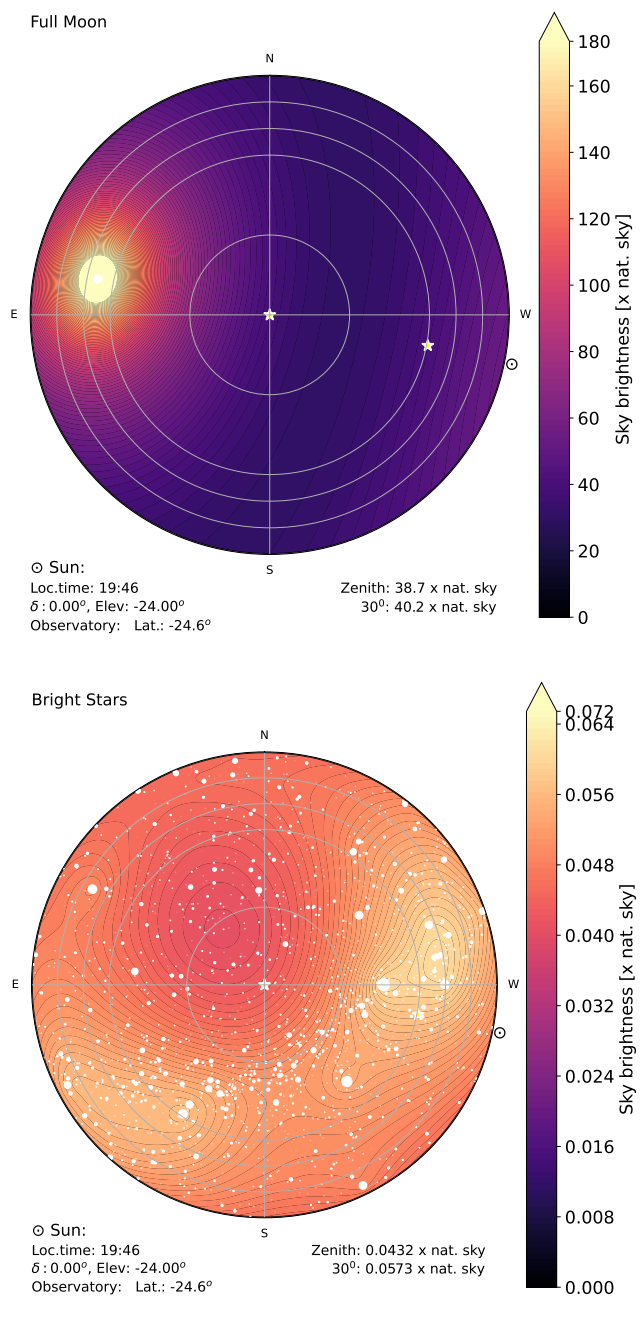 Full Moon
N
E
W
S
⊙
180
160
140
120
100
80
60
40
20
0
Sky brightness [x nat. sky]
⊙ Sun:
Loc.time: 19:46
δ : 0.00°, Elev: -24.00°
Observatory: Lat.: -24.6°
Zenith: 38.7 x nat. sky
30⁰: 40.2 x nat. sky
Bright Stars
N
E
W
S
⊙
0.072
0.064
0.056
0.048
0.040
0.032
0.024
0.016
0.008
0.000
Sky brightness [x nat. sky]
⊙ Sun:
Loc.time: 19:46
δ : 0.00°, Elev: -24.00°
Observatory: Lat.: -24.6°
Zenith: 0.0432 x nat. sky
30⁰: 0.0573 x nat. sky